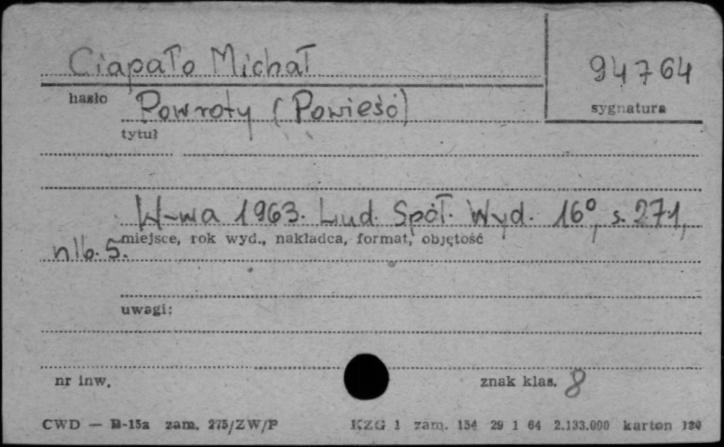 Ciapało Michał
94764
hasło
sygnatura
Powroty (Powieść)
tytuł
W-wa 1963. Lud. Spół. Wyd. 16°, s. 271,
miejsce, rok wyd., nakładca, format, objętość
nlb. 5.
uwagi:
nr inw.
znak klas. 8
CWD — B-15a zam. 275/ZW/P
KZG 1 zam. 154 29 1 64 2.133.000 karton